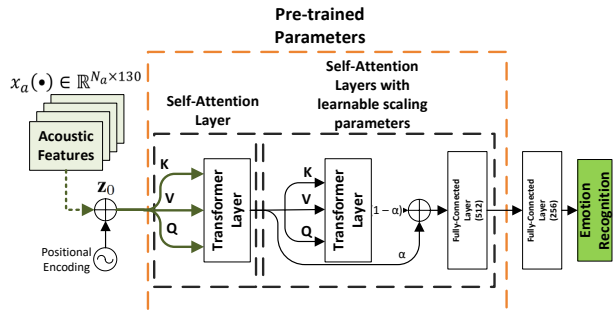 Pre-trained
Parameters
x_a(•) ∈ ℝ^{N_a×130}
Self-Attention
Layers with
learnable scaling
parameters
Self-Attention
Layer
Acoustic
Features
z₀
Positional
Encoding
K
V
Q
Transformer
Layer
K
V
Q
Transformer
Layer
1 − α)
α
Fully-Connected
Layer
(512)
Fully-Connected
Layer
(256)
Emotion
Recognition